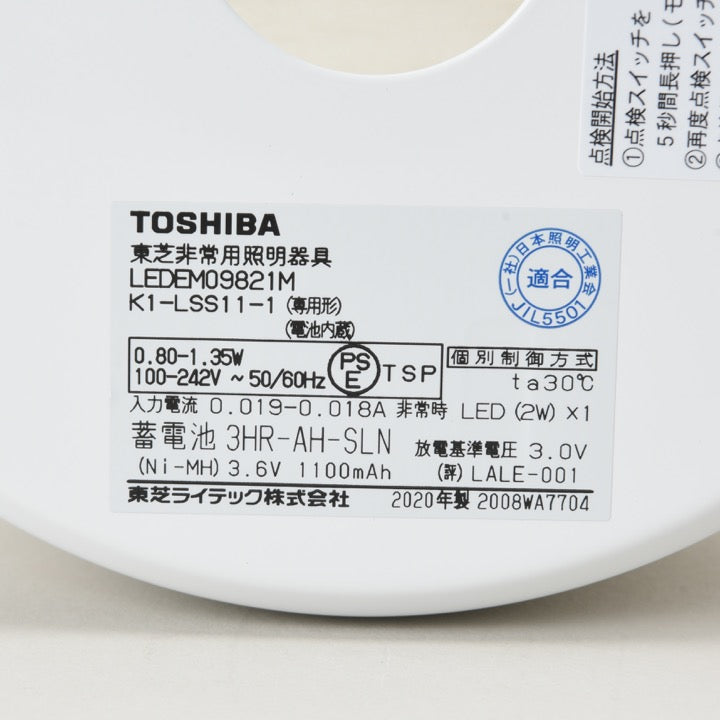 TOSHIBA
東芝非常用照明器具
LEDEM09821M
K1-LSS11-1 (専用形)
(電池内蔵)
(一社)日本照明工業会
適合
JIL5501
0.80-1.35W
100-242V ~ 50/60Hz
PSE TSP
個別制御方式
ta30℃
入力電流 0.019-0.018A 非常時 LED (2W) X1
蓄電池 3HR-AH-SLN 放電基準電圧 3.0V
(Ni-MH) 3.6V 1100mAh (評) LALE-001
東芝ライテック株式会社 2020年製 2008WA7704
点検開始方法
①点検スイッチを
5秒間長押し(モ
②再度点検スイッチ